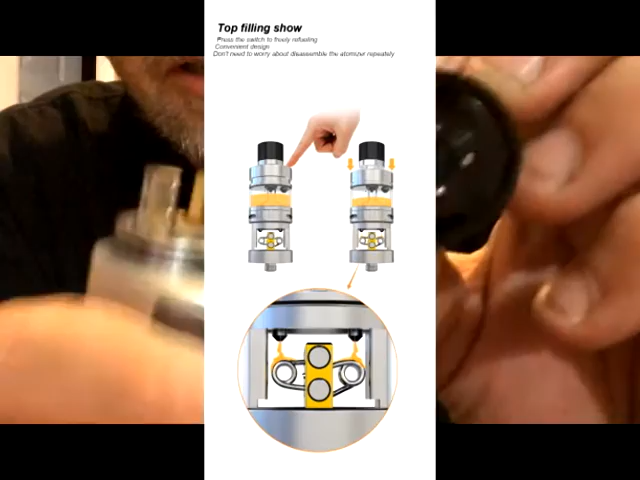 Top filling show
Press the switch to freely refueling
Convenient design
Don't need to worry about disassemble the atomizer repeately